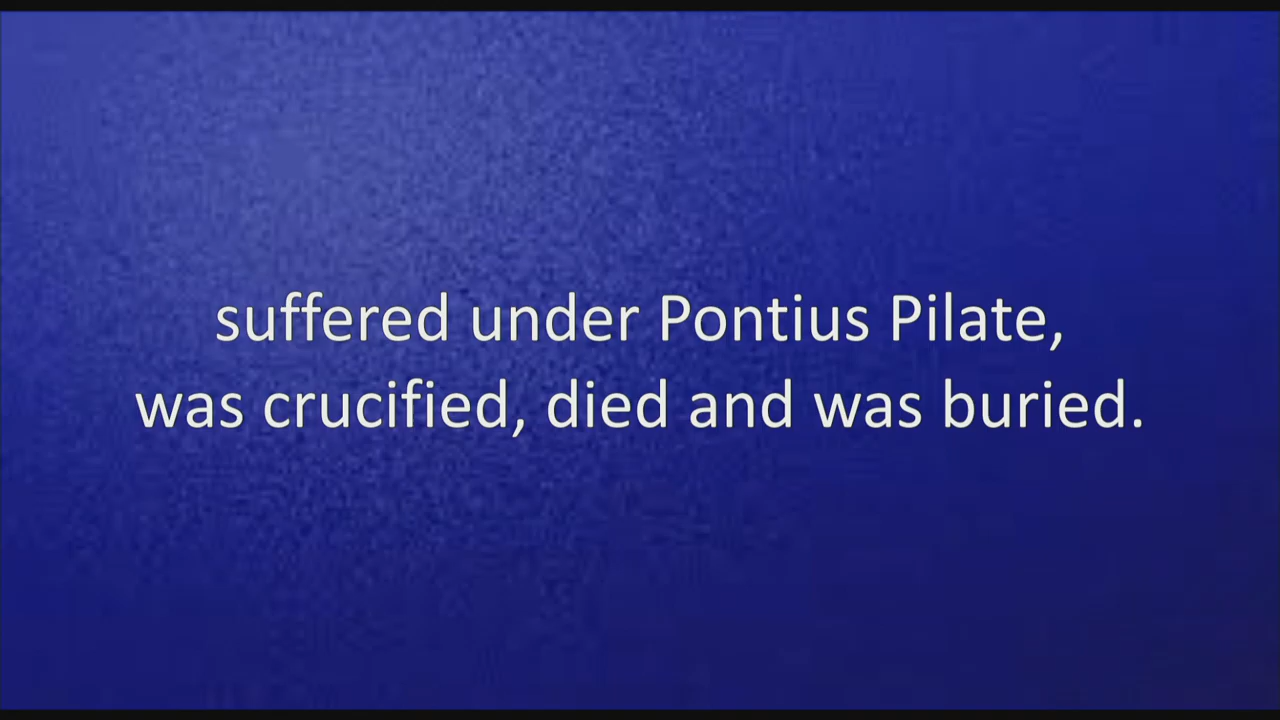 suffered under Pontius Pilate,
was crucified, died and was buried.